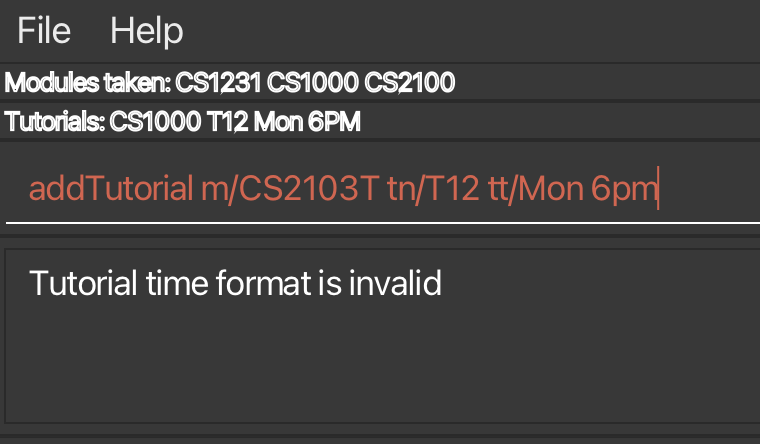 File Help
Modules taken: CS1231 CS1000 CS2100
Tutorials: CS1000 T12 Mon 6PM
addTutorial m/CS2103T tn/T12 tt/Mon 6pm
Tutorial time format is invalid